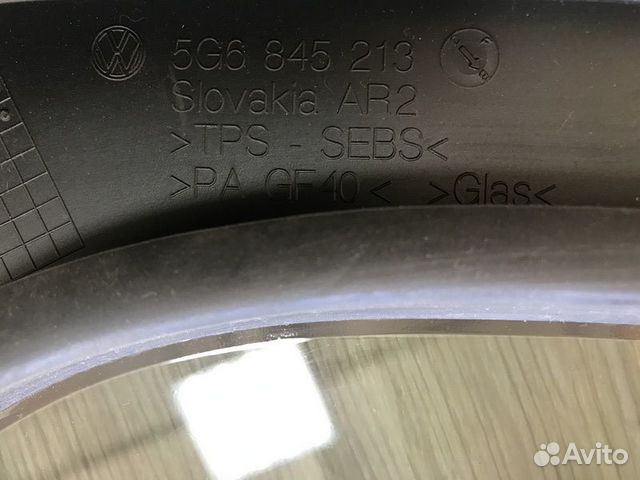 5G6 845 213
Slovakia AR2
>TPS - SEBS<
>PA GF40< >Glas<
Avito